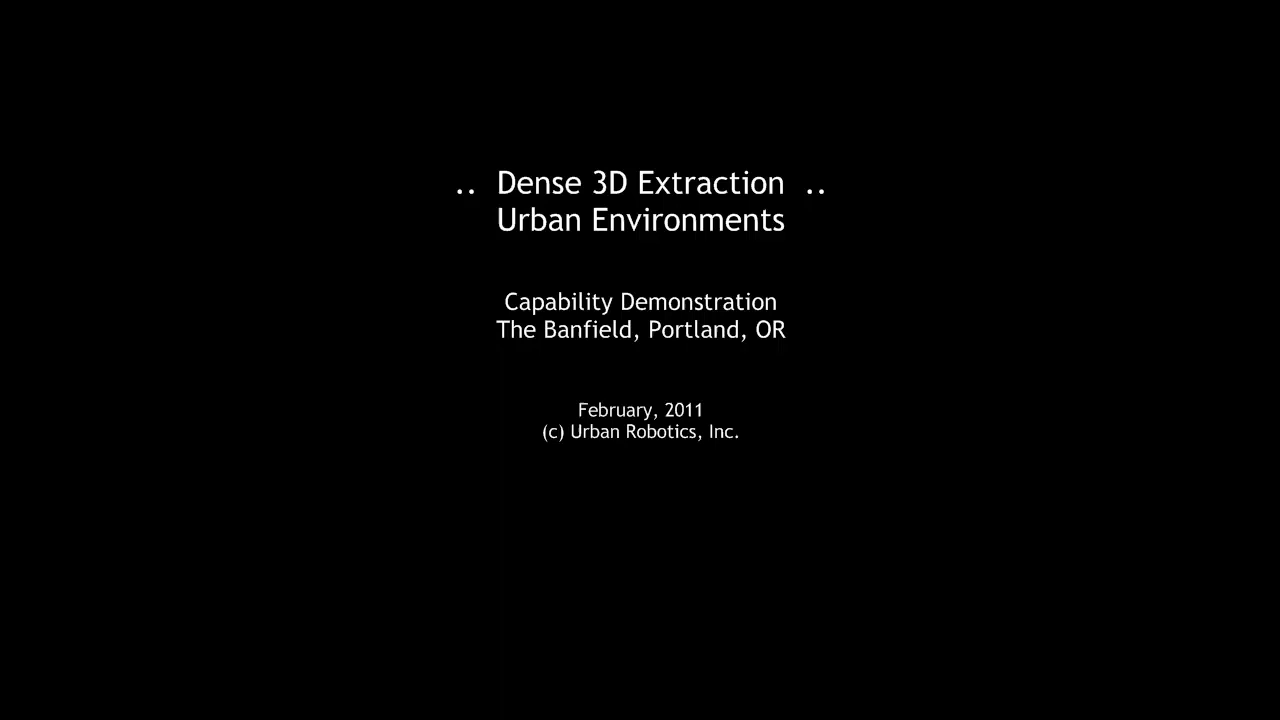 .. Dense 3D Extraction ..
Urban Environments
Capability Demonstration
The Banfield, Portland, OR
February, 2011
(c) Urban Robotics, Inc.